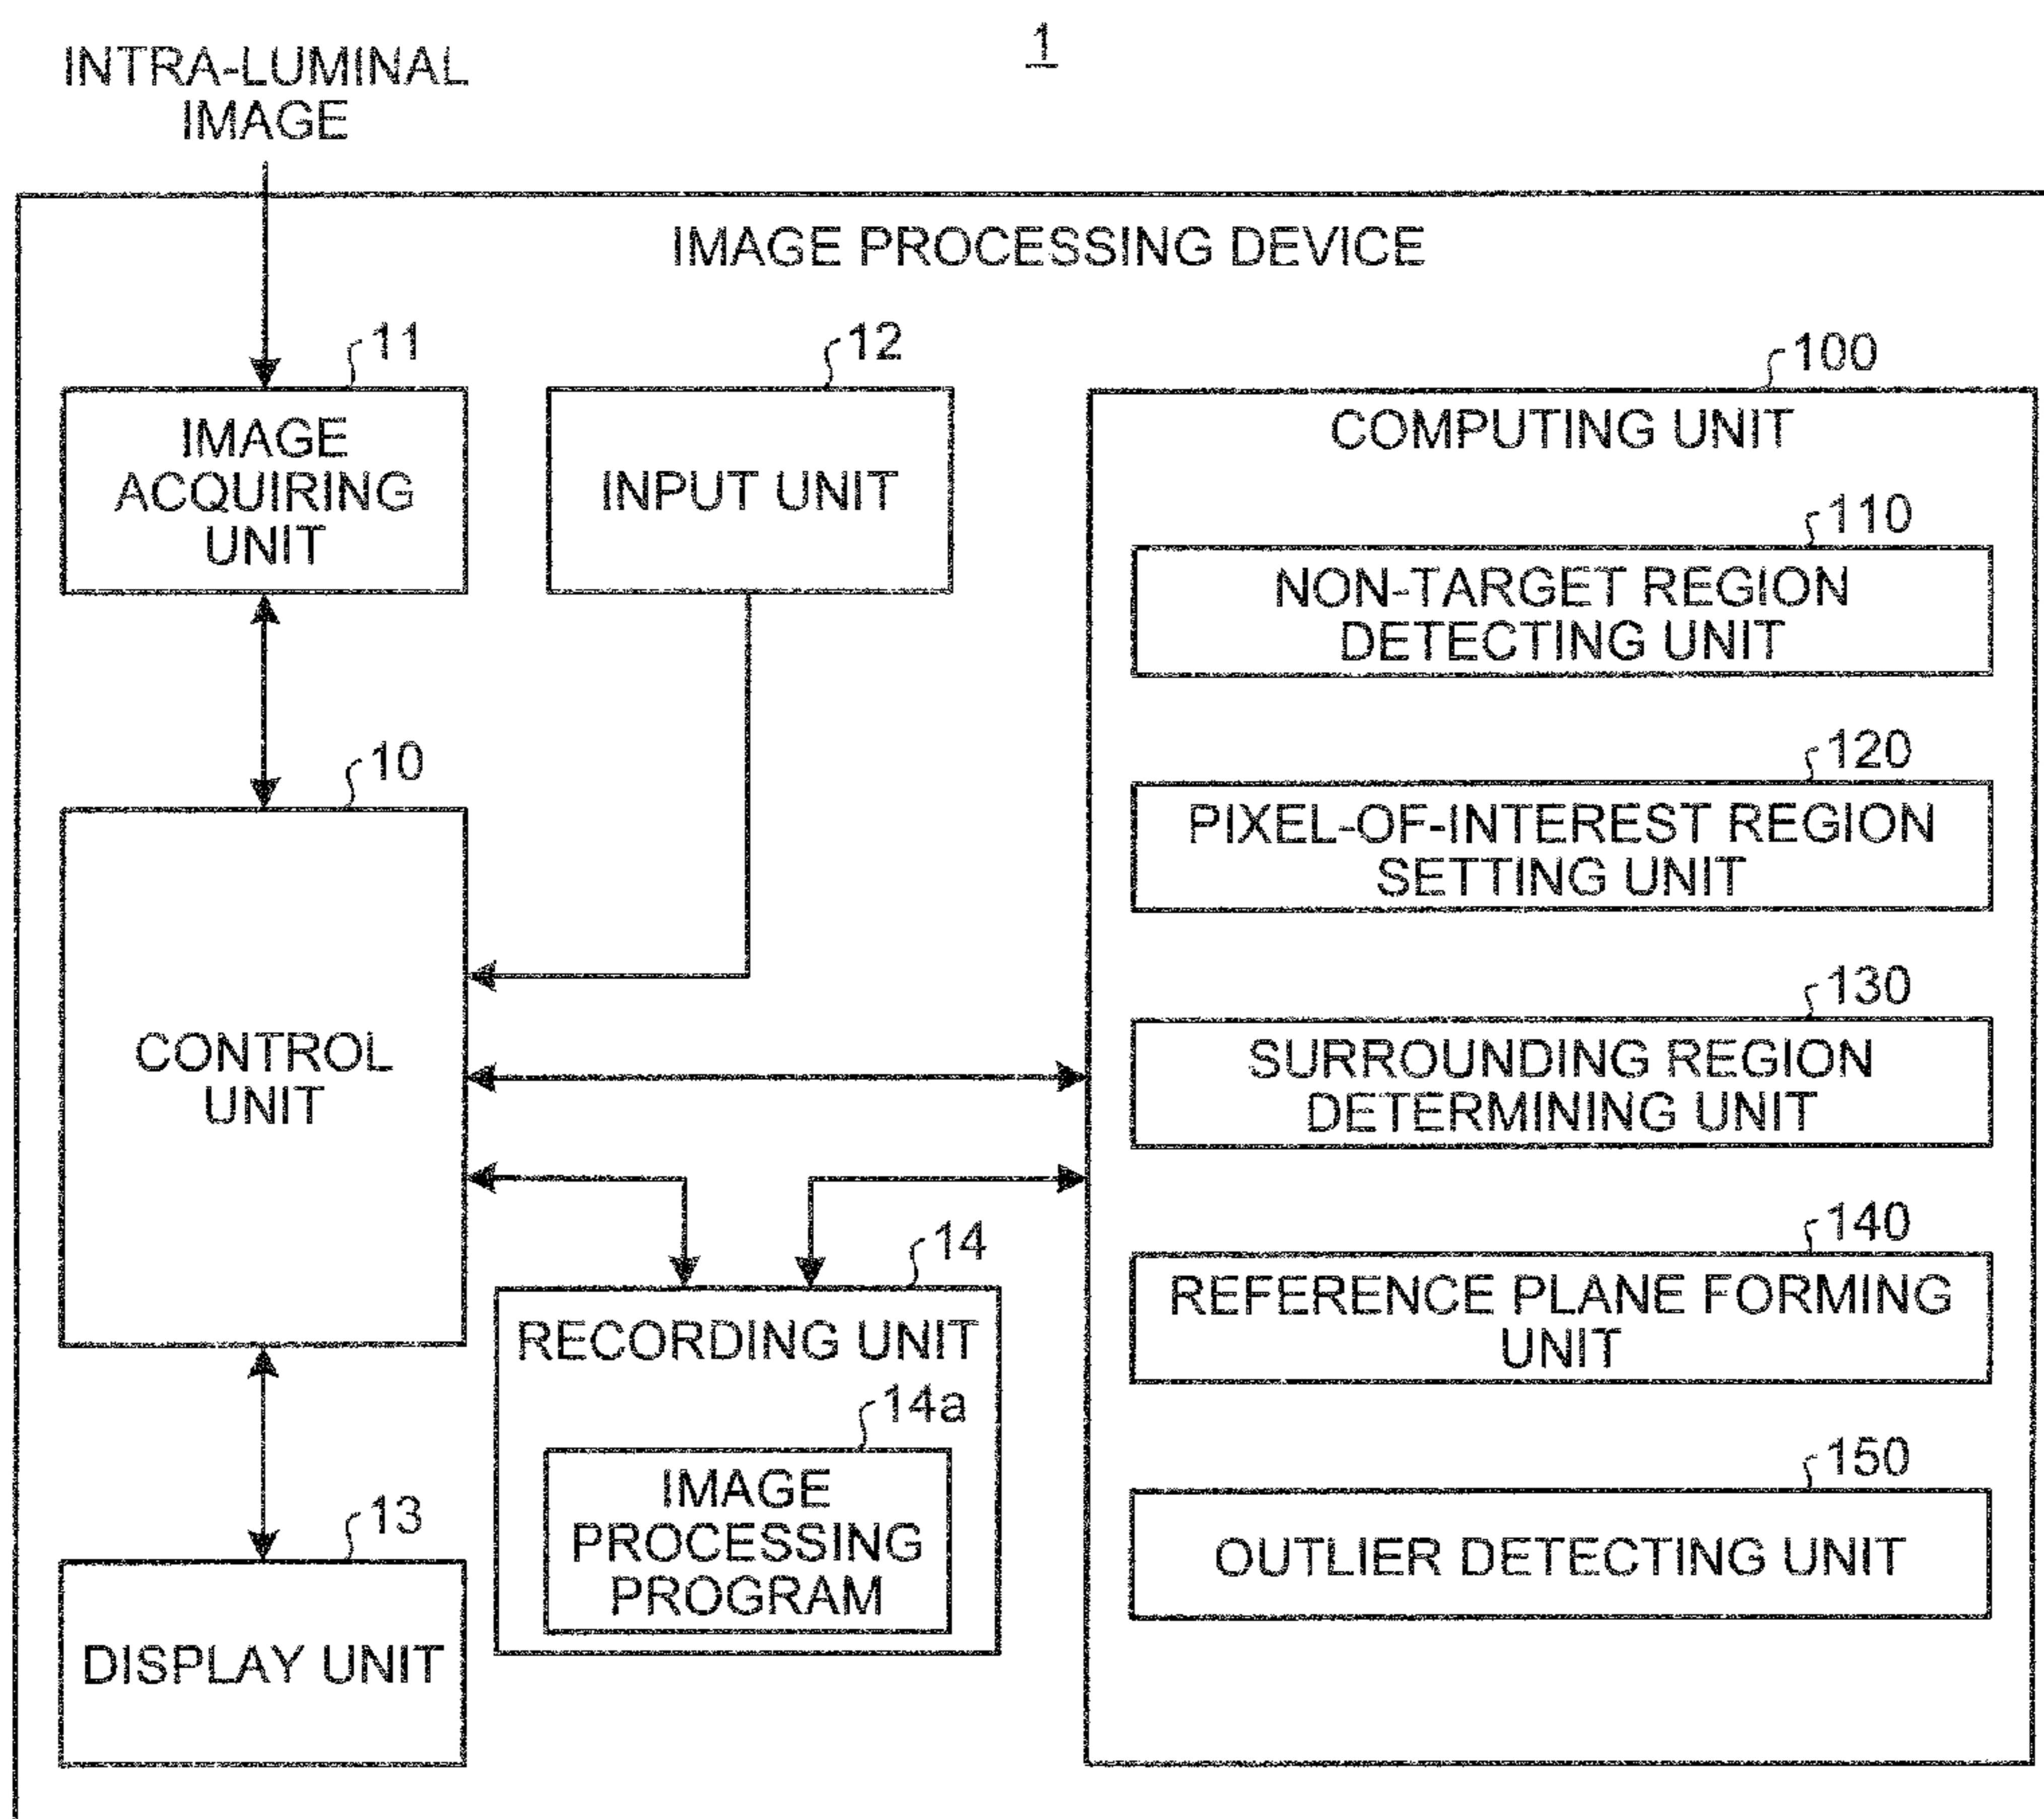 1
INTRA-LUMINAL
IMAGE
IMAGE PROCESSING DEVICE
11
IMAGE
ACQUIRING
UNIT
12
INPUT UNIT
10
CONTROL
UNIT
14
RECORDING UNIT
14a
IMAGE
PROCESSING
PROGRAM
13
DISPLAY UNIT
100
COMPUTING UNIT
110
NON-TARGET REGION
DETECTING UNIT
120
PIXEL-OF-INTEREST REGION
SETTING UNIT
130
SURROUNDING REGION
DETERMINING UNIT
140
REFERENCE PLANE FORMING
UNIT
150
OUTLIER DETECTING UNIT